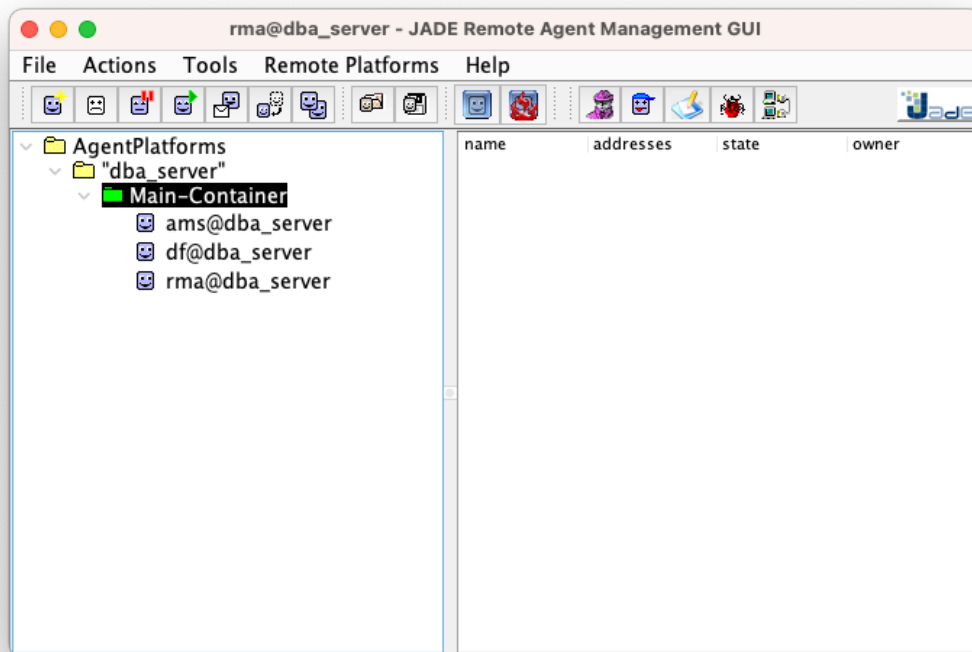 rma@dba_server - JADE Remote Agent Management GUI
File Actions Tools Remote Platforms Help
Jade
AgentPlatforms
"dba_server"
Main-Container
ams@dba_server
df@dba_server
rma@dba_server
name addresses state owner